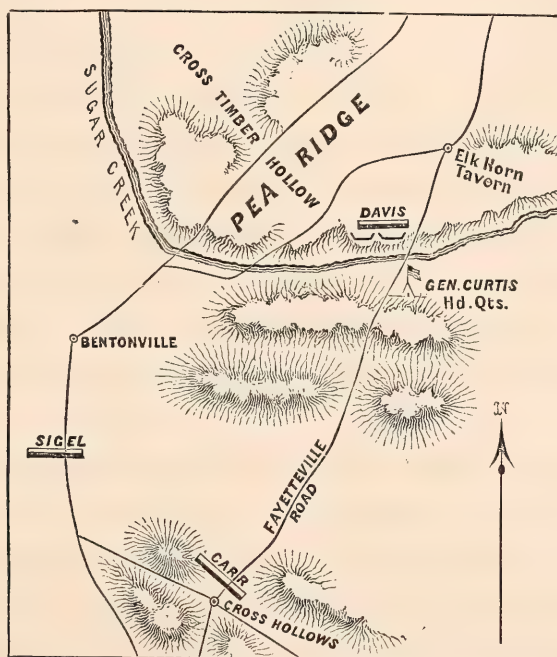 SUGAR CREEK
CROSS TIMBER
HOLLOW
PEA RIDGE
Elk Horn
Tavern
DAVIS
GEN. CURTIS
Hd. Qts.
BENTONVILLE
SIGEL
N
FAYETTEVILLE
ROAD
CARR
CROSS HOLLOWS